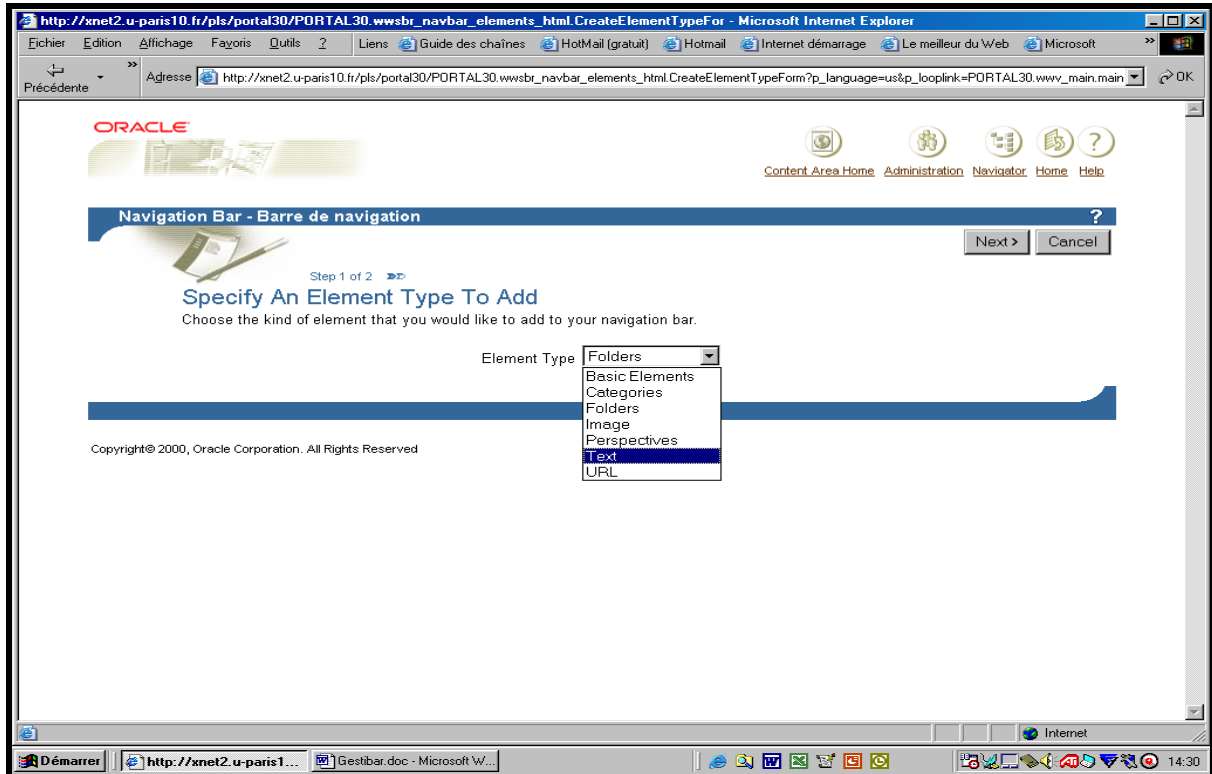 http://xnet2.u-paris10.fr/pls/portal30/PORTAL30.wwsbr_navbar_elements_html.CreateElementTypeFor - Microsoft Internet Explorer
Fichier Edition Affichage Favoris Outils ? Liens Guide des chaînes HotMail (gratuit) Hotmail Internet démarrage Le meilleur du Web Microsoft »
Précédente » Adresse http://xnet2.u-paris10.fr/pls/portal30/PORTAL30.wwsbr_navbar_elements_html.CreateElementTypeForm?p_language=us&p_looplink=PORTAL30.wwv_main.main OK
ORACLE
Content Area Home Administration Navigator Home Help
Navigation Bar - Barre de navigation ?
Next > Cancel
Step 1 of 2
Specify An Element Type To Add
Choose the kind of element that you would like to add to your navigation bar.
Element Type Folders
Basic Elements
Categories
Folders
Image
Perspectives
Text
URL
Copyright© 2000, Oracle Corporation. All Rights Reserved
Internet
Démarrer http://xnet2.u-paris1... Gestibar.doc - Microsoft W... 14:30